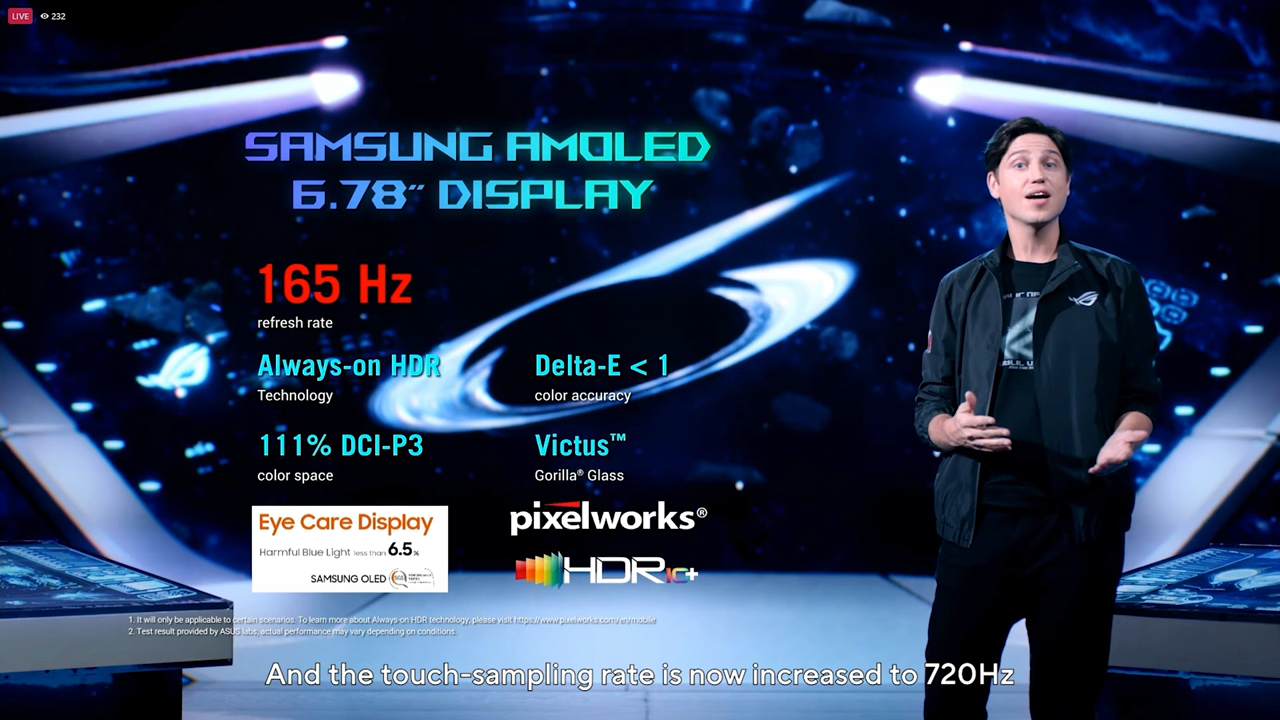 LIVE 232
SAMSUNG AMOLED
6.78″ DISPLAY
165 Hz
refresh rate
Always-on HDR
Technology
Delta-E < 1
color accuracy
111% DCI-P3
color space
Victus™
Gorilla® Glass
Eye Care Display
Harmful Blue Light less than 6.5%
SAMSUNG OLED SGS
pixelworks®
HDR10+
1. It will only be applicable to certain scenarios. To learn more about Always-on HDR technology, please visit https://www.pixelworks.com/en/mobile
2. Test result provided by ASUS labs, actual performance may vary depending on conditions.
And the touch-sampling rate is now increased to 720Hz